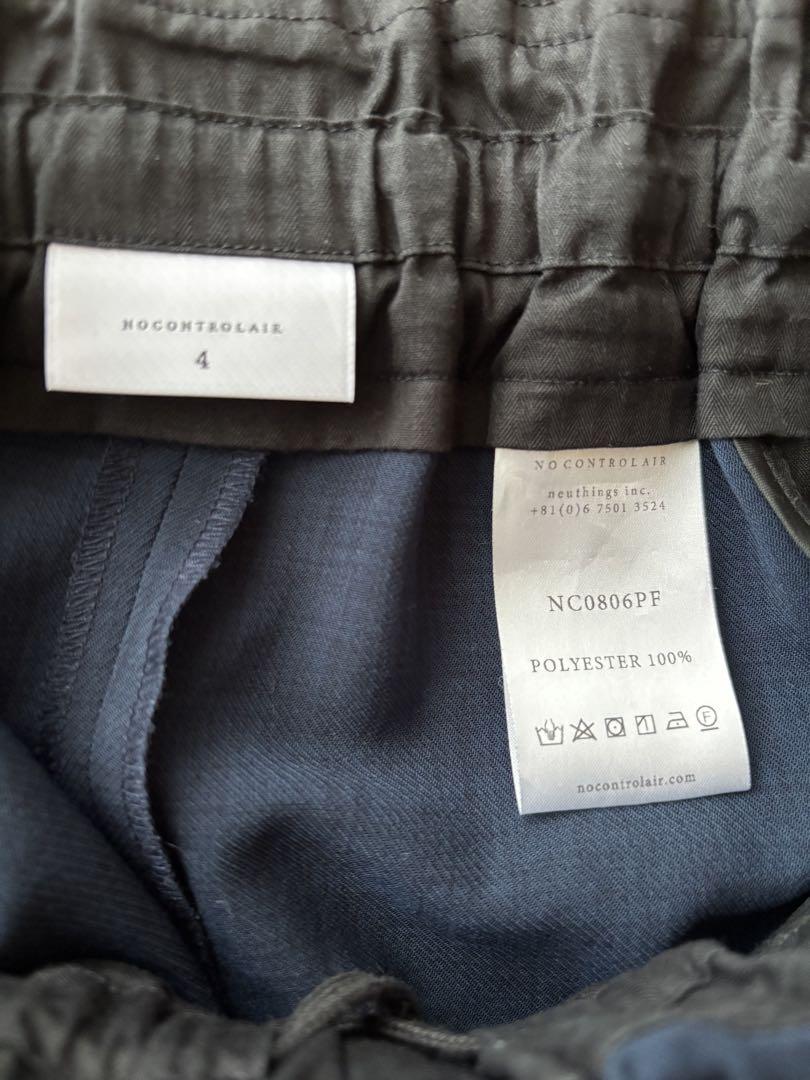 NOCONTROLAIR
4
NO CONTROL AIR
neuthings inc.
+81(0)6 7501 3524
NC0806PF
POLYESTER 100%
F
nocontrolair.com